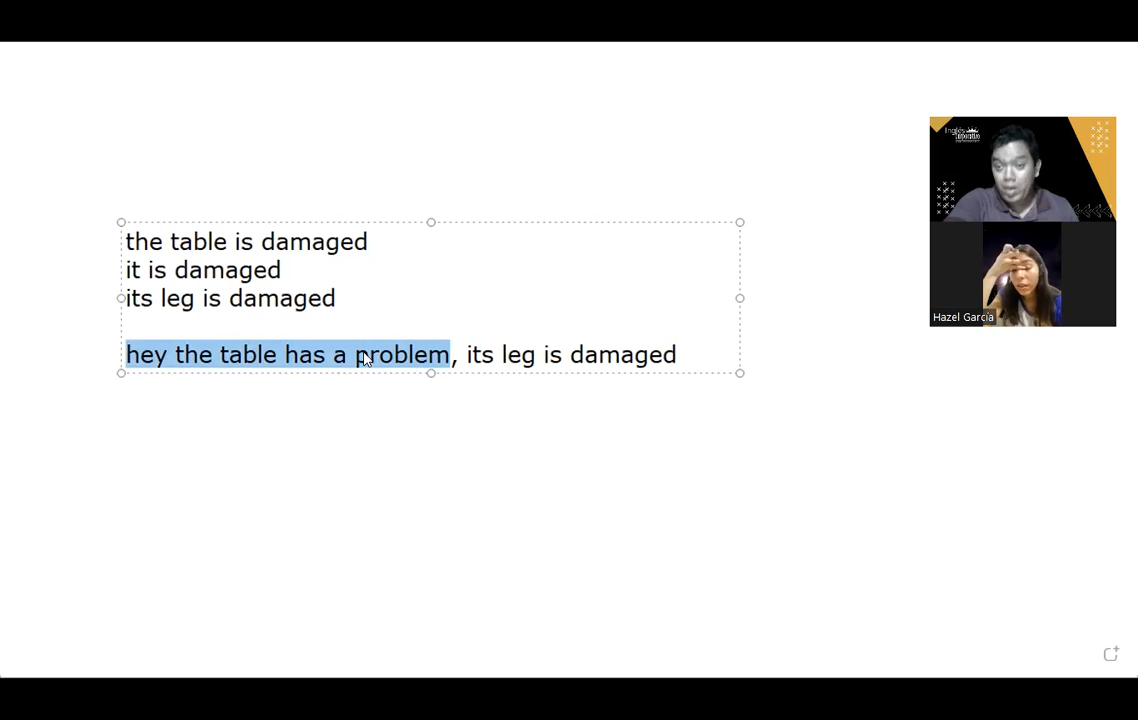 the table is damaged
it is damaged
its leg is damaged
hey the table has a problem, its leg is damaged
Inglés
Hazel García